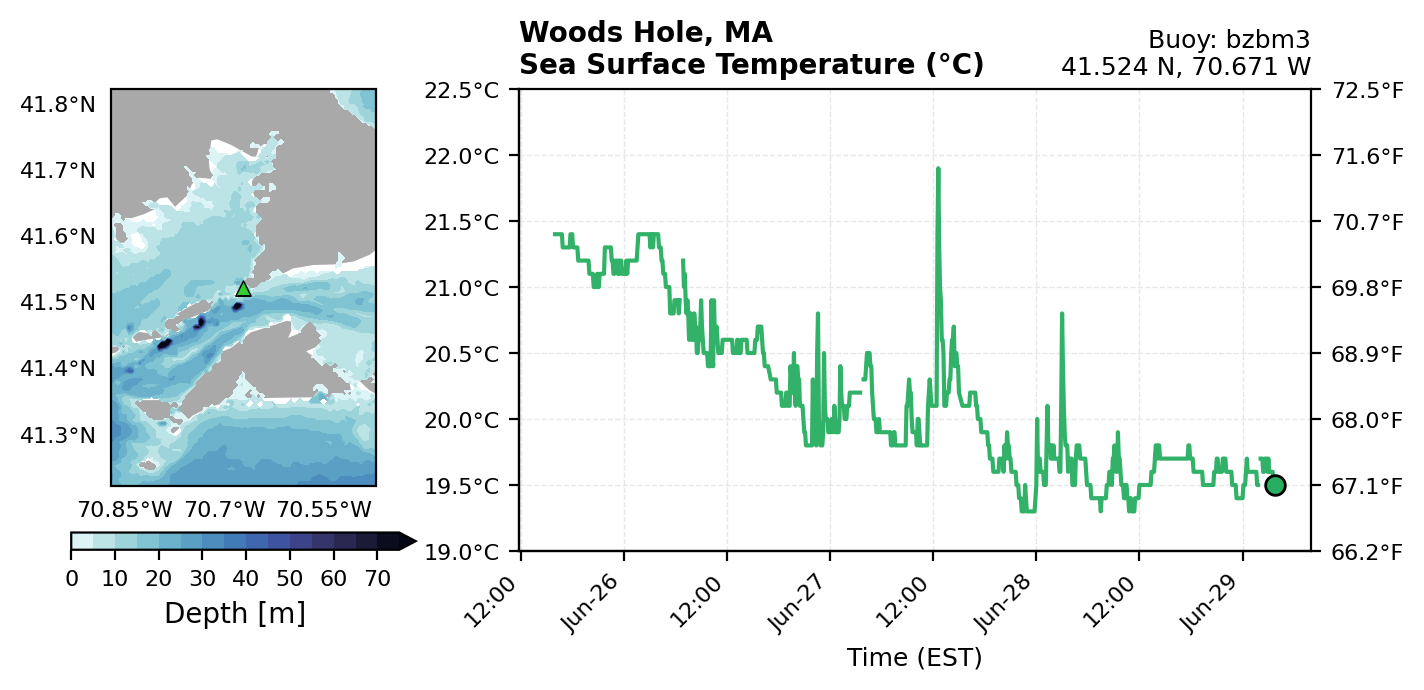 Woods Hole, MA
Sea Surface Temperature (°C)
Buoy: bzbm3
41.524 N, 70.671 W
41.8°N
41.7°N
41.6°N
41.5°N
41.4°N
41.3°N
70.85°W 70.7°W 70.55°W
0 10 20 30 40 50 60 70
Depth [m]
22.5°C
22.0°C
21.5°C
21.0°C
20.5°C
20.0°C
19.5°C
19.0°C
72.5°F
71.6°F
70.7°F
69.8°F
68.9°F
68.0°F
67.1°F
66.2°F
12:00 Jun-26 12:00 Jun-27 12:00 Jun-28 12:00 Jun-29
Time (EST)